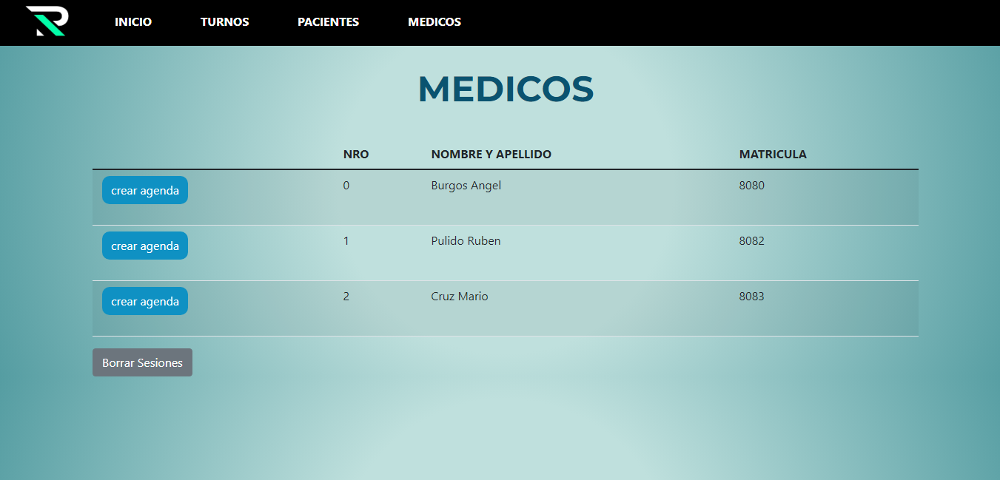 INICIO TURNOS PACIENTES MEDICOS
MEDICOS
NRO NOMBRE Y APELLIDO MATRICULA
crear agenda 0 Burgos Angel 8080
crear agenda 1 Pulido Ruben 8082
crear agenda 2 Cruz Mario 8083
Borrar Sesiones